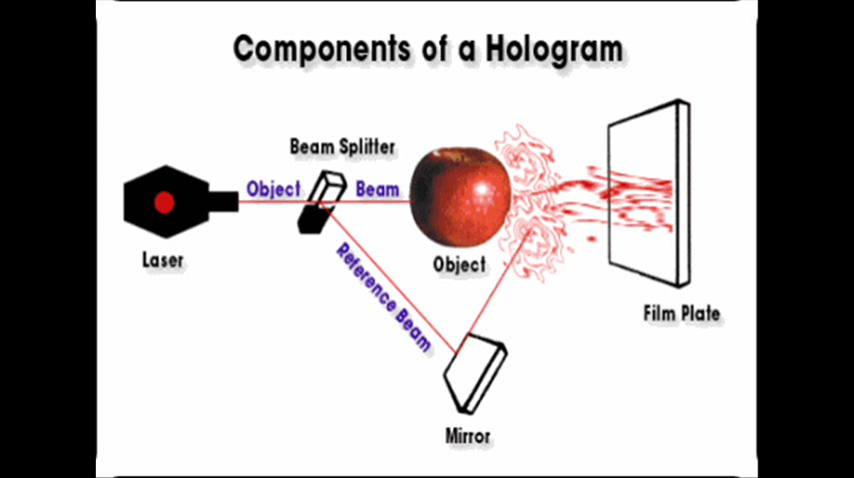 Components of a Hologram
Beam Splitter
Object Beam
Laser
Object
Reference Beam
Film Plate
Mirror